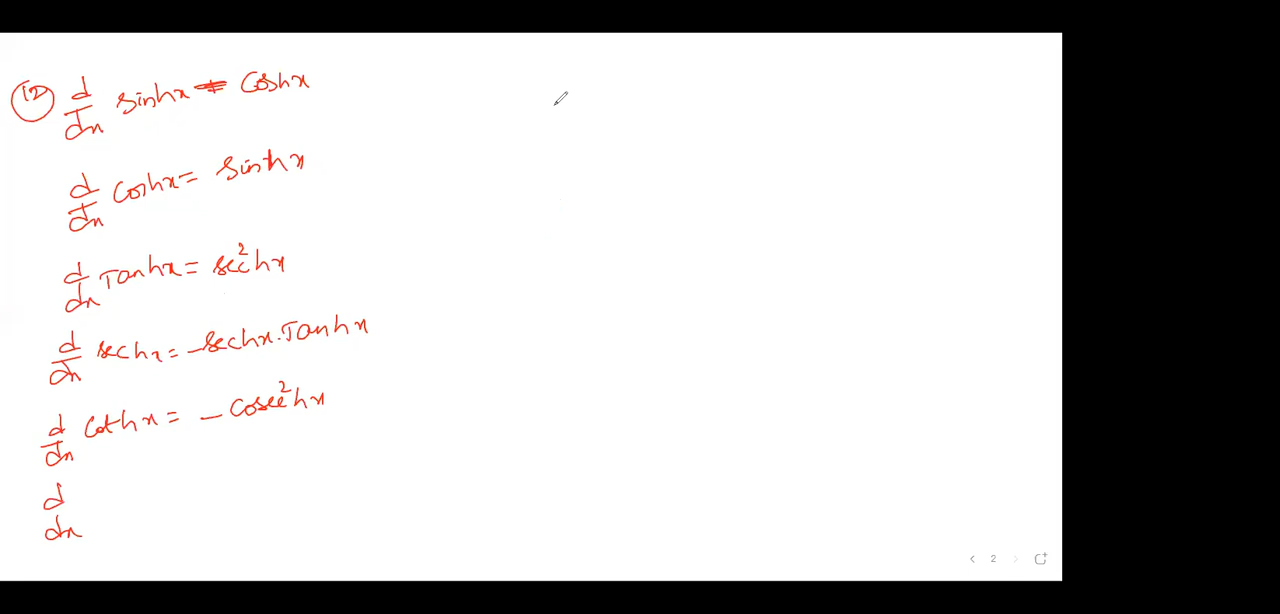 (12) d/dx sinhx = coshx
d/dx coshx = sinhx
d/dx Tanhx = sec²hx
d/dx sechx = -sechx.Tanhx
d/dx cothx = -cosec²hx
d/dx
< 2 >